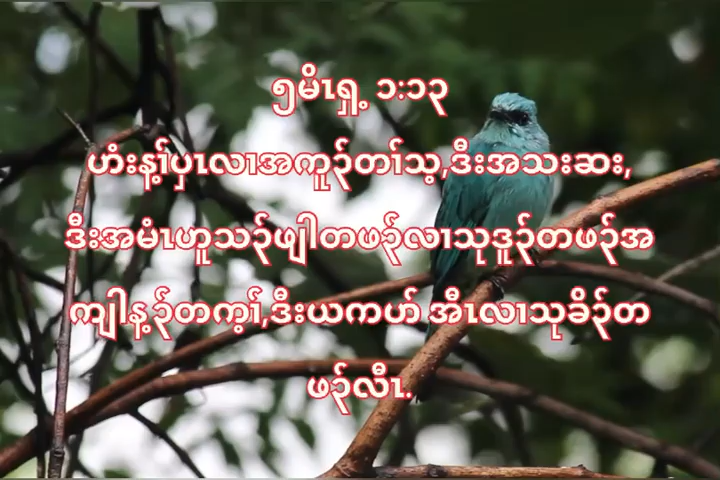 ၅မိၤရှ့ ၁:၁၃
ဟံးန့ၢ်ပှၤလၢအကူၣ်တၢ်သ့,ဒီးအသးဆး,
ဒီးအမံၤဟူသၣ်ဖျါတဖၣ်လၢသုဒူၣ်တဖၣ်အ
ကျါန့ၣ်တက့ၢ်,ဒီးယကဟ် အီၤလၢသုခိၣ်တ
ဖၣ်လီၤ.